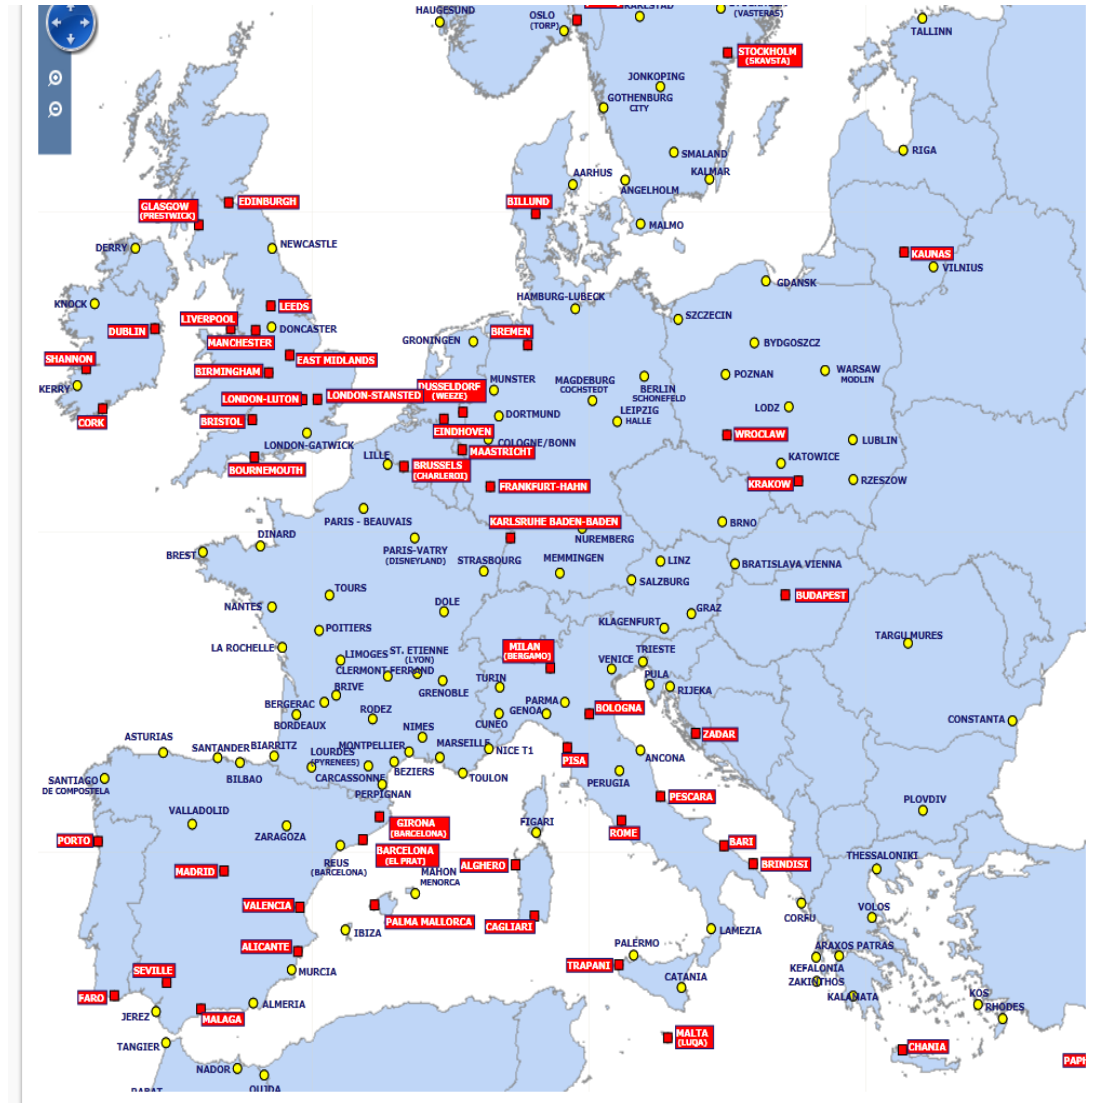 HAUGESUND
OSLO
(TORP)
KARLSTAD
(VASTERAS)
TALLINN
STOCKHOLM
(SKAVSTA)
JONKOPING
GOTHENBURG
CITY
RIGA
SMALAND
KALMAR
AARHUS
ANGELHOLM
EDINBURGH
GLASGOW
(PRESTWICK)
BILLUND
MALMO
DERRY
NEWCASTLE
KAUNAS
VILNIUS
GDANSK
KNOCK
LEEDS
HAMBURG-LUBECK
LIVERPOOL
DUBLIN
DONCASTER
MANCHESTER
SZCZECIN
BREMEN
GRONINGEN
BYDGOSZCZ
SHANNON
EAST MIDLANDS
BIRMINGHAM
KERRY
DUSSELDORF
(WEEZE)
MUNSTER
MAGDEBURG
COCHSTEDT
BERLIN
SCHONEFELD
POZNAN
WARSAW
MODLIN
LONDON-LUTON
LONDON-STANSTED
LODZ
CORK
BRISTOL
DORTMUND
LEIPZIG
HALLE
EINDHOVEN
WROCLAW
LONDON-GATWICK
COLOGNE/BONN
LUBLIN
MAASTRICHT
LILLE
BRUSSELS
(CHARLEROI)
BOURNEMOUTH
KATOWICE
KRAKOW
RZESZOW
FRANKFURT-HAHN
PARIS - BEAUVAIS
KARLSRUHE BADEN-BADEN
NUREMBERG
BRNO
DINARD
BREST
PARIS-VATRY
(DISNEYLAND)
STRASBOURG
MEMMINGEN
LINZ
BRATISLAVA VIENNA
SALZBURG
TOURS
BUDAPEST
NANTES
DOLE
GRAZ
KLAGENFURT
POITIERS
LA ROCHELLE
TARGU MURES
MILAN
(BERGAMO)
TRIESTE
LIMOGES
ST. ETIENNE
(LYON)
VENICE
CLERMONT FERRAND
PULA
BRIVE
GRENOBLE
TURIN
RIJEKA
BERGERAC
PARMA
BORDEAUX
RODEZ
GENOA
BOLOGNA
CUNEO
CONSTANTA
NIMES
ZADAR
ASTURIAS
SANTANDER
BIARRITZ
LOURDES
(PYRENEES)
MONTPELLIER
MARSEILLE
NICE T1
PISA
ANCONA
BILBAO
CARCASSONNE
BEZIERS
TOULON
PERUGIA
SANTIAGO
DE COMPOSTELA
PERPIGNAN
PESCARA
VALLADOLID
PLOVDIV
ZARAGOZA
GIRONA
(BARCELONA)
FIGARI
ROME
PORTO
BARCELONA
(EL PRAT)
REUS
(BARCELONA)
BARI
BRINDISI
THESSALONIKI
ALGHERO
MADRID
MAHON
MENORCA
VALENCIA
PALMA MALLORCA
CAGLIARI
CORFU
VOLOS
IBIZA
LAMEZIA
ALICANTE
PALERMO
ARAXOS PATRAS
TRAPANI
KEFALONIA
SEVILLE
MURCIA
CATANIA
ZAKINTHOS
FARO
KALAMATA
KOS
JEREZ
ALMERIA
RHODES
MALAGA
MALTA
(LUQA)
TANGIER
CHANIA
PAPH
NADOR
OUJDA
RABAT